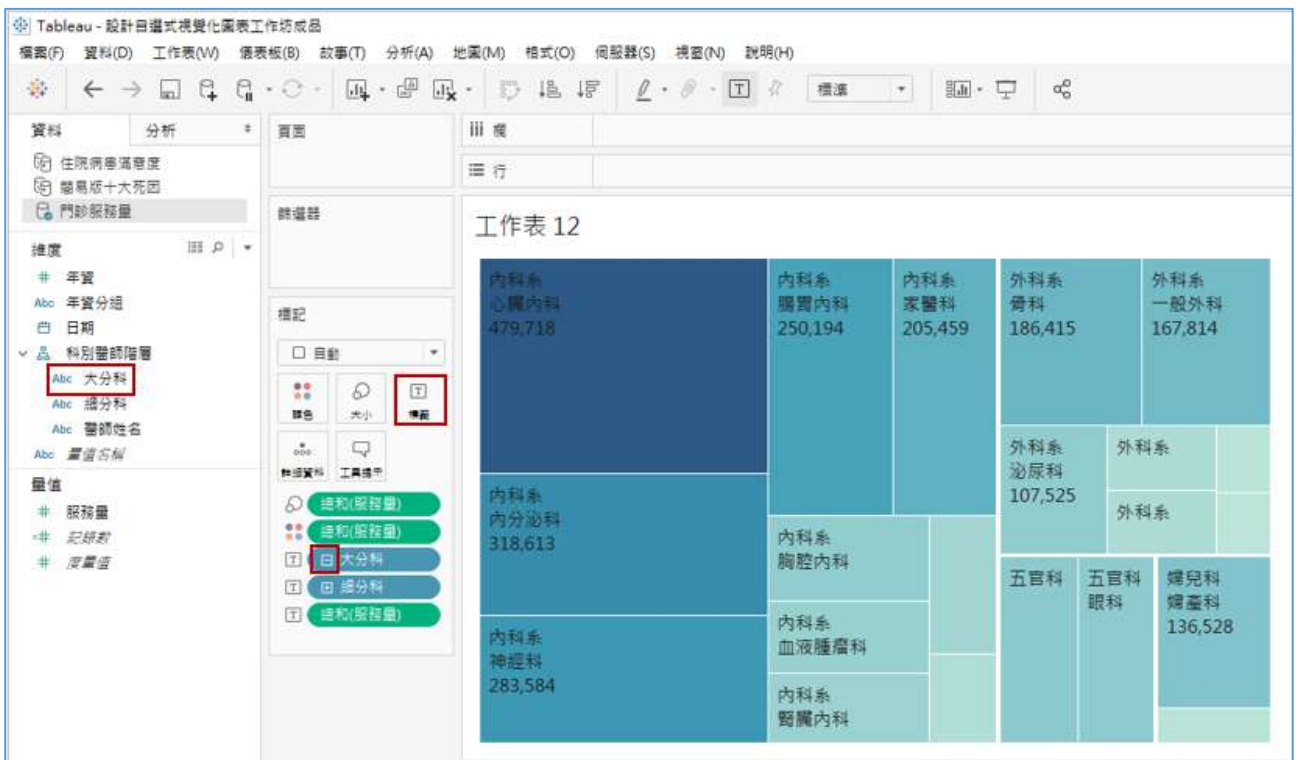 Tableau - 設計自選式視覺化圖表工作坊成品
檔案(F) 資料(D) 工作表(W) 儀表板(B) 故事(T) 分析(A) 地圖(M) 格式(O) 伺服器(S) 視窗(N) 說明(H)
標準
資料 分析
住院病患滿意度
簡易版十大死因
門診服務量
維度
# 年資
Abc 年資分組
日期
科別醫師階層
Abc 大分科
Abc 細分科
Abc 醫師姓名
Abc 量值名稱
量值
# 服務量
=# 記錄數
# 度量值
頁面
篩選器
標記
自動
顏色 大小 標籤
詳細資料 工具提示
總和(服務量)
總和(服務量)
大分科
細分科
總和(服務量)
iii 欄
行
工作表 12
內科系
心臟內科
479,718
內科系
內分泌科
318,613
內科系
神經科
283,584
內科系
腸胃內科
250,194
內科系
家醫科
205,459
內科系
胸腔內科
內科系
血液腫瘤科
內科系
腎臟內科
外科系
骨科
186,415
外科系
一般外科
167,814
外科系
泌尿科
107,525
外科系
外科系
五官科
五官科
眼科
婦兒科
婦產科
136,528